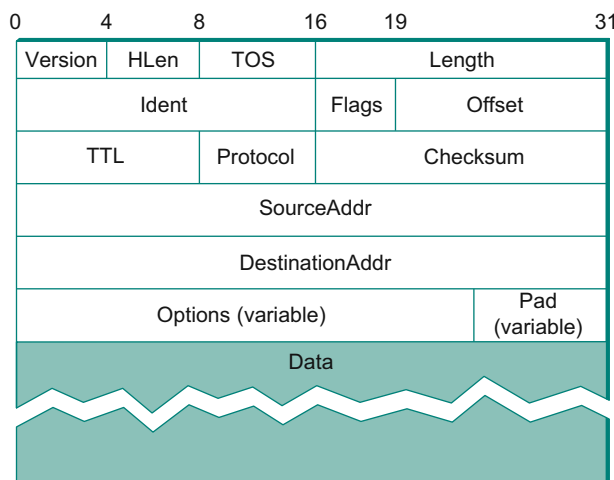 0 4 8 16 19 31
Version HLen TOS Length
Ident Flags Offset
TTL Protocol Checksum
SourceAddr
DestinationAddr
Options (variable) Pad
(variable)
Data